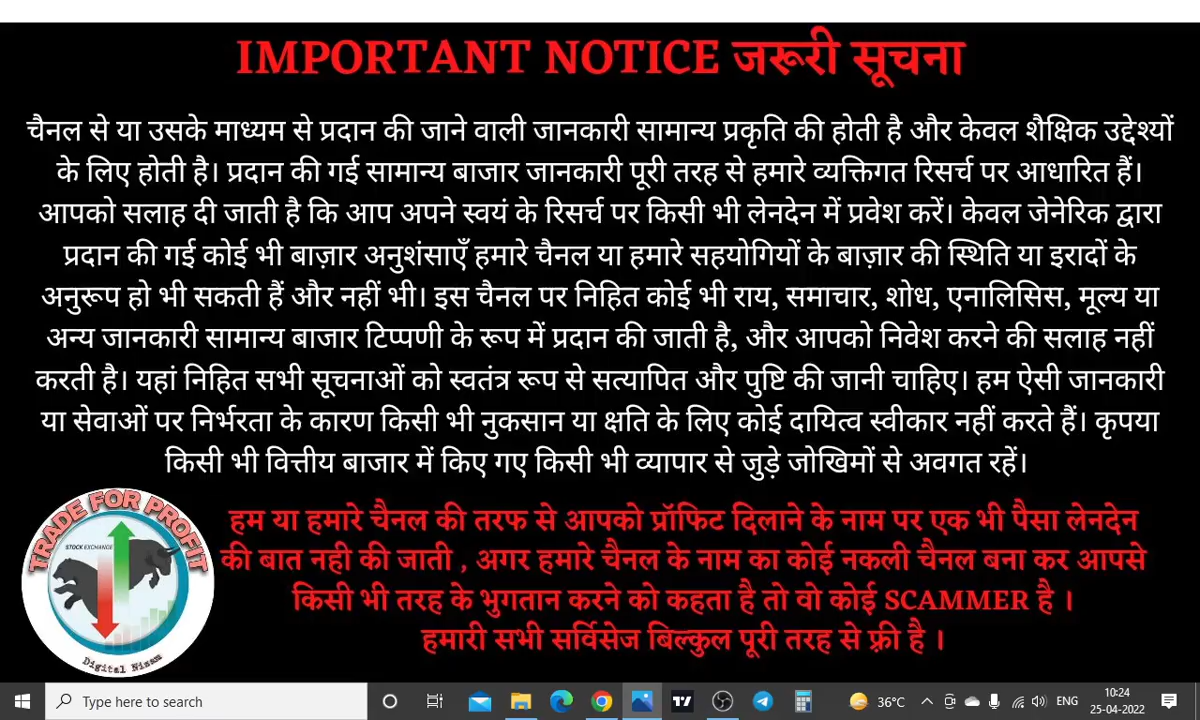 IMPORTANT NOTICE जरूरी सूचना
चैनल से या उसके माध्यम से प्रदान की जाने वाली जानकारी सामान्य प्रकृति की होती है और केवल शैक्षिक उद्देश्यों
के लिए होती है। प्रदान की गई सामान्य बाजार जानकारी पूरी तरह से हमारे व्यक्तिगत रिसर्च पर आधारित हैं।
आपको सलाह दी जाती है कि आप अपने स्वयं के रिसर्च पर किसी भी लेनदेन में प्रवेश करें। केवल जेनेरिक द्वारा
प्रदान की गई कोई भी बाज़ार अनुशंसाएँ हमारे चैनल या हमारे सहयोगियों के बाज़ार की स्थिति या इरादों के
अनुरूप हो भी सकती हैं और नहीं भी। इस चैनल पर निहित कोई भी राय, समाचार, शोध, एनालिसिस, मूल्य या
अन्य जानकारी सामान्य बाजार टिप्पणी के रूप में प्रदान की जाती है, और आपको निवेश करने की सलाह नहीं
करती है। यहां निहित सभी सूचनाओं को स्वतंत्र रूप से सत्यापित और पुष्टि की जानी चाहिए। हम ऐसी जानकारी
या सेवाओं पर निर्भरता के कारण किसी भी नुकसान या क्षति के लिए कोई दायित्व स्वीकार नहीं करते हैं। कृपया
किसी भी वित्तीय बाजार में किए गए किसी भी व्यापार से जुड़े जोखिमों से अवगत रहें।
TRADE FOR PROFIT
STOCK EXCHANGE
Digital Nizam
हम या हमारे चैनल की तरफ से आपको प्रॉफिट दिलाने के नाम पर एक भी पैसा लेनदेन
की बात नही की जाती , अगर हमारे चैनल के नाम का कोई नकली चैनल बना कर आपसे
किसी भी तरह के भुगतान करने को कहता है तो वो कोई SCAMMER है ।
हमारी सभी सर्विसेज बिल्कुल पूरी तरह से फ़्री है ।
Type here to search
36°C
ENG
10:24
25-04-2022